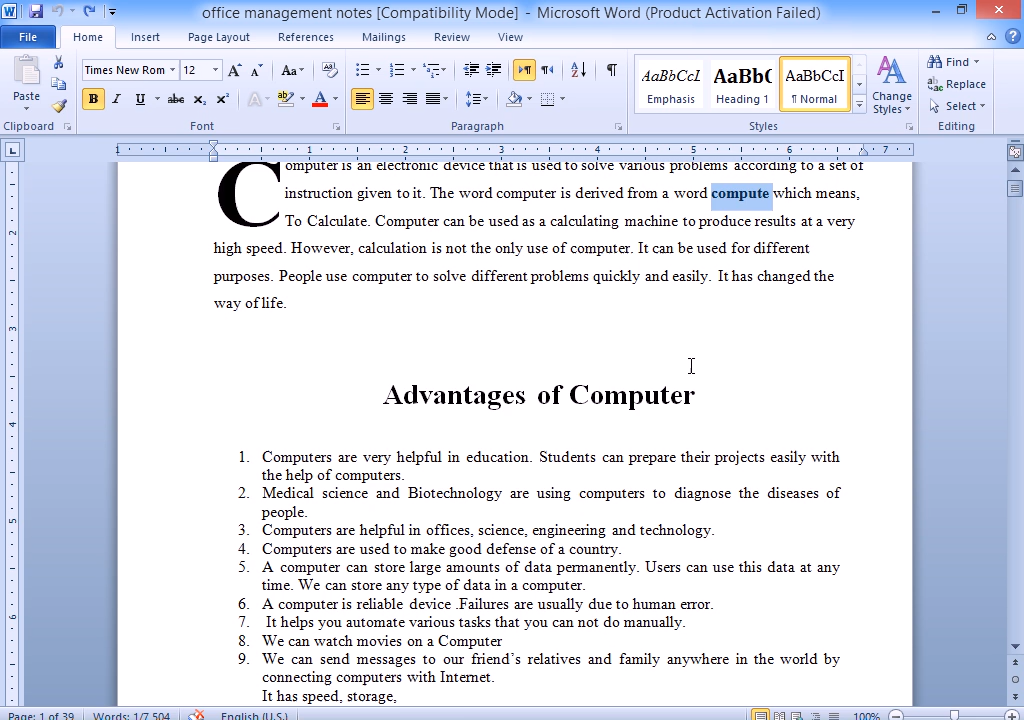 office management notes [Compatibility Mode] - Microsoft Word (Product Activation Failed)
File Home Insert Page Layout References Mailings Review View
Times New Rom 12
Paste
AaBbCcI AaBb( AaBbCcI
Emphasis Heading 1 ¶ Normal
Change Styles
Find
Replace
Select
Clipboard Font Paragraph Styles Editing
1 1 2 3 4 5 6 7
Computer is an electronic device that is used to solve various problems according to a set of
instruction given to it. The word computer is derived from a word compute which means,
To Calculate. Computer can be used as a calculating machine to produce results at a very
high speed. However, calculation is not the only use of computer. It can be used for different
purposes. People use computer to solve different problems quickly and easily. It has changed the
way of life.
Advantages of Computer
1. Computers are very helpful in education. Students can prepare their projects easily with
the help of computers.
2. Medical science and Biotechnology are using computers to diagnose the diseases of
people.
3. Computers are helpful in offices, science, engineering and technology.
4. Computers are used to make good defense of a country.
5. A computer can store large amounts of data permanently. Users can use this data at any
time. We can store any type of data in a computer.
6. A computer is reliable device .Failures are usually due to human error.
7. It helps you automate various tasks that you can not do manually.
8. We can watch movies on a Computer
9. We can send messages to our friend’s relatives and family anywhere in the world by
connecting computers with Internet.
It has speed, storage,
Page: 1 of 39 Words: 1/7,504 English (U.S.) 100%